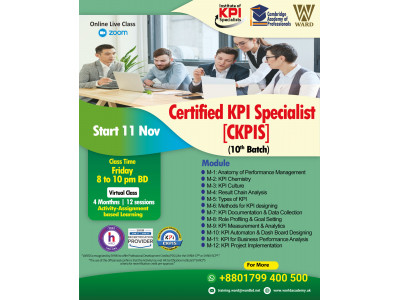 Online Live Class
zoom
Institute of
KPI
Specialists
Cambridge
Academy of
Professionals
WARD
Certified KPI Specialist
[CKPIS]
(10th Batch)
Start 11 Nov
Class Time
Friday
8 to 10 pm BD
Virtual Class
4 Months | 12 sessions
Activity-Assignment
based Learning
Module
M-1: Anatomy of Performance Management
M-2: KPI Chemistry
M-3: KPI Culture
M-4: Result Chain Analysis
M-5: Types of KPI
M-6: Methods for KPI designing
M-7: KPI Documentation & Data Collection
M-8: Role Profiling & Goal Setting
M-9: KPI Measurement & Analytics
M-10: KPI Automaton & Dash Board Designing
M-11: KPI for Business Performance Analysis
M-12: KPI Project Implementation
PROVIDER
CKPIS
For More
+8801799 400 500